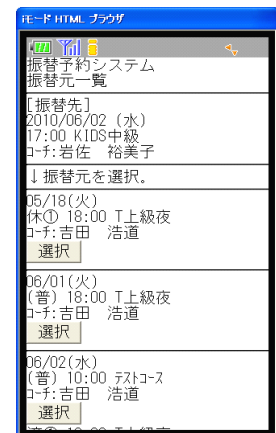 iモード HTML ブラウザ
振替予約システム
振替元一覧
[振替先]
2010/06/02 (水)
17:00 KIDS中級
ｺｰﾁ:岩佐　裕美子
↓振替元を選択。
05/18(火)
休① 18:00 T上級夜
ｺｰﾁ:吉田　浩道
選択
06/01(火)
(普) 18:00 T上級夜
ｺｰﾁ:吉田　浩道
選択
06/02(水)
(普) 10:00 ﾃｽﾄｺｰｽ
ｺｰﾁ:吉田　浩道
選択